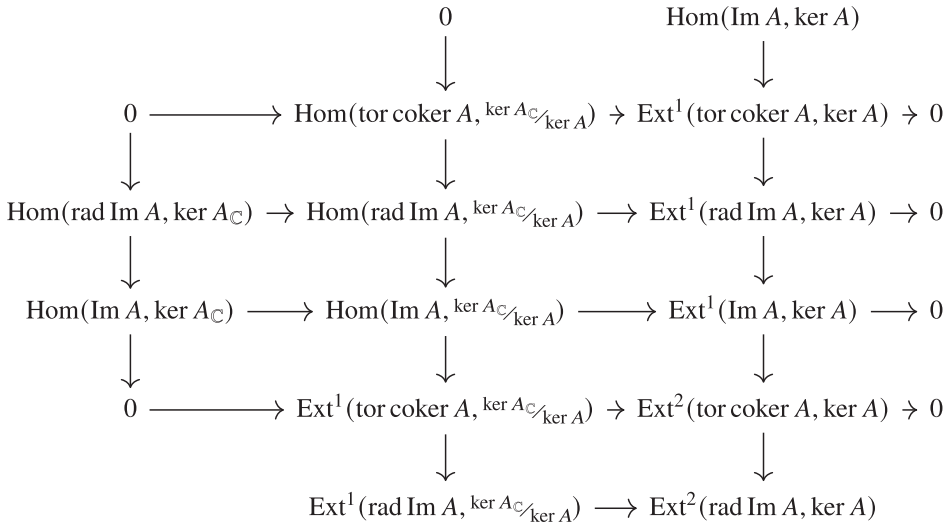 0 Hom(Im A, ker A)
0 ⟶ Hom(tor coker A, ker A_ℂ/ker A) → Ext¹(tor coker A, ker A) → 0
Hom(rad Im A, ker A_ℂ) → Hom(rad Im A, ker A_ℂ/ker A) ⟶ Ext¹(rad Im A, ker A) → 0
Hom(Im A, ker A_ℂ) ⟶ Hom(Im A, ker A_ℂ/ker A) ⟶ Ext¹(Im A, ker A) ⟶ 0
0 ⟶ Ext¹(tor coker A, ker A_ℂ/ker A) → Ext²(tor coker A, ker A) → 0
Ext¹(rad Im A, ker A_ℂ/ker A) ⟶ Ext²(rad Im A, ker A)